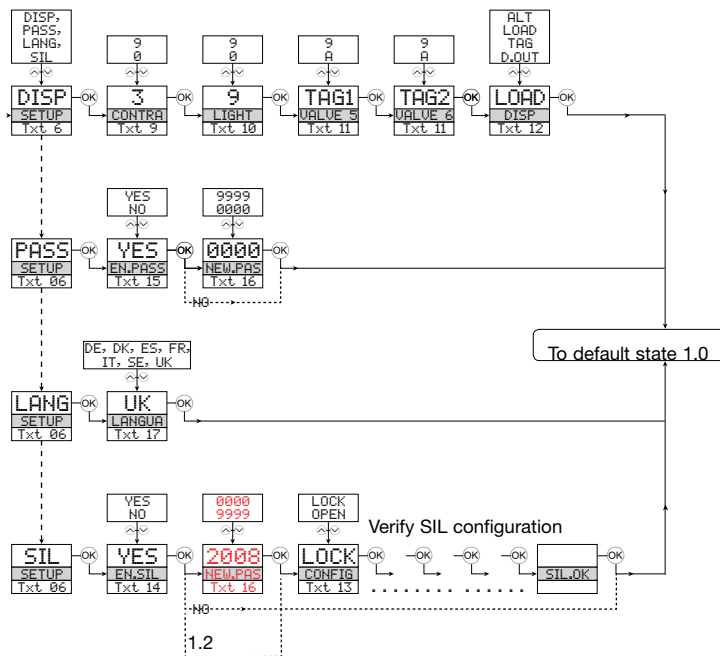 DISP,
PASS,
LANG,
SIL
9
0
9
0
9
A
9
A
ALT
LOAD
TAG
D.OUT
DISP
SETUP
Txt 6
OK
3
CONTRA
Txt 9
OK
9
LIGHT
Txt 10
OK
TAG1
VALVE 5
Txt 11
OK
TAG2
VALVE 6
Txt 11
OK
LOAD
DISP
Txt 12
OK
YES
NO
9999
0000
PASS
SETUP
Txt 06
OK
YES
EN.PASS
Txt 15
OK
0000
NEW.PAS
Txt 16
OK
NO
To default state 1.0
DE, DK, ES, FR,
IT, SE, UK
LANG
SETUP
Txt 06
OK
UK
LANGUA
Txt 17
OK
YES
NO
0000
9999
LOCK
OPEN
Verify SIL configuration
SIL
SETUP
Txt 06
OK
YES
EN.SIL
Txt 14
OK
2008
NEW.PAS
Txt 16
OK
LOCK
CONFIG
Txt 13
OK
OK
OK
OK
SIL.OK
OK
NO
1.2